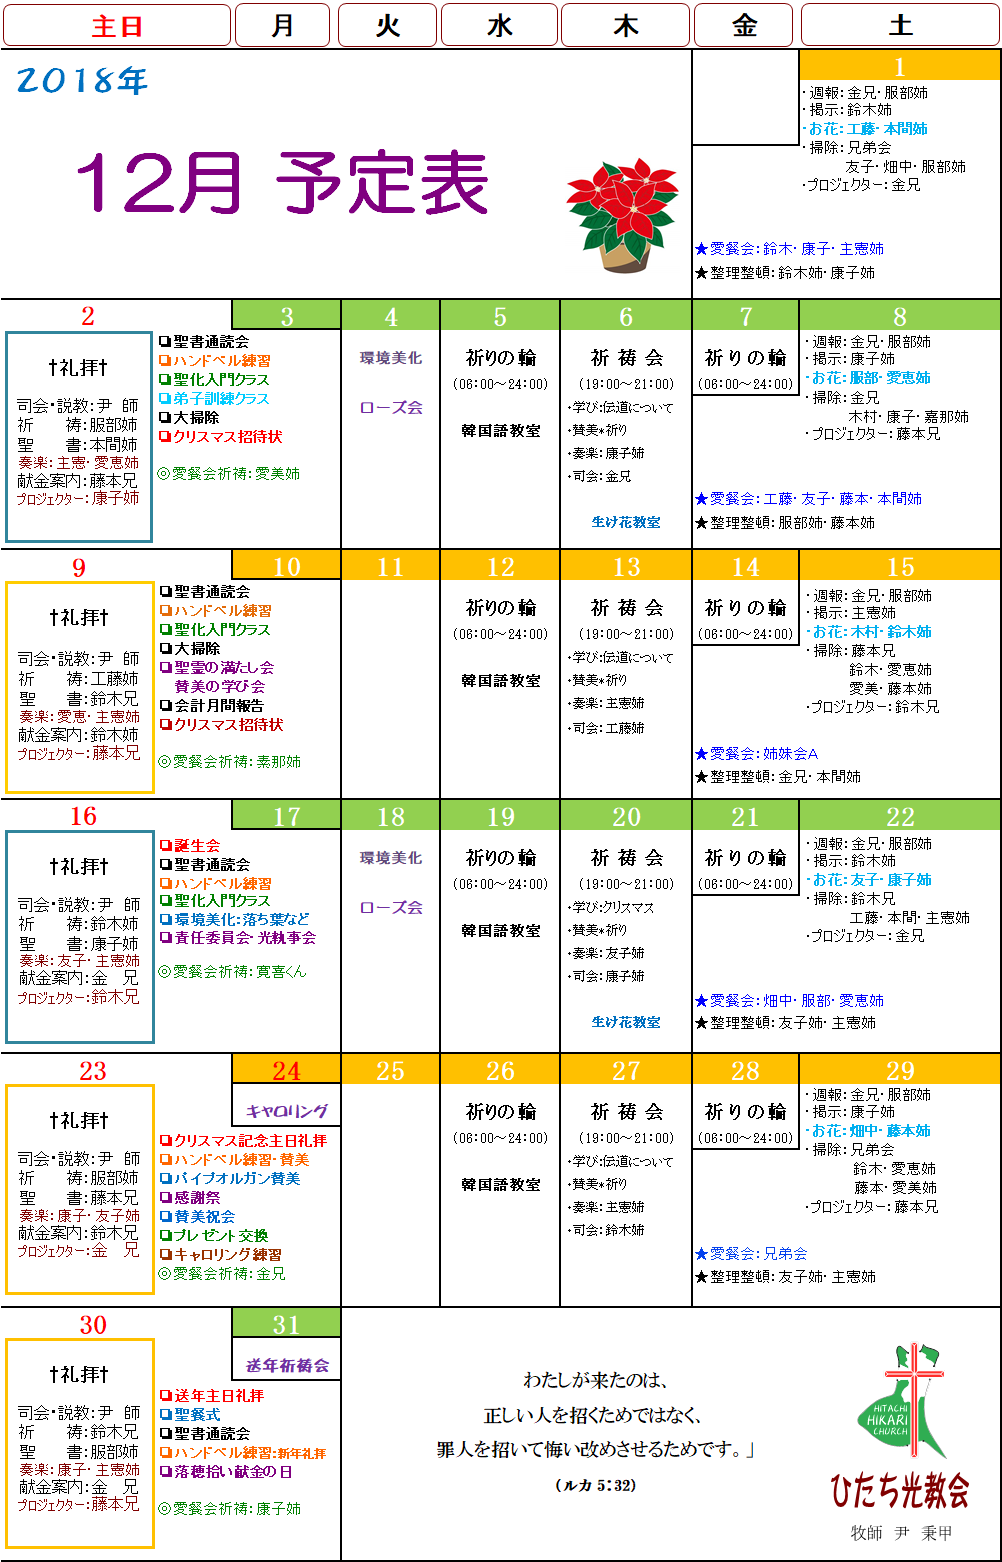 主日 月 火 水 木 金 土
2018年
12月 予定表
1
・週報：金兄・服部姉
・掲示：鈴木姉
・お花：工藤・本間姉
・掃除：兄弟会
友子・畑中・服部姉
・プロジェクター：金兄
★愛餐会：鈴木・康子・主恵姉
★整理整頓：鈴木姉・康子姉
2 3 4 5 6 7 8
✝礼拝✝
司会・説教：尹 師
祈 祷：服部姉
聖 書：本間姉
奏楽：主恵・愛恵姉
献金案内：藤本兄
プロジェクター：康子姉
❏聖書通読会
❏ハンドベル練習
❏聖化入門クラス
❏弟子訓練クラス
❏大掃除
❏クリスマス招待状
◎愛餐会祈祷：愛美姉
環境美化
ローズ会
祈りの輪
(06:00～24:00)
韓国語教室
祈 祷 会
(19:00～21:00)
・学び：伝道について
・賛美*祈り
・奏楽：康子姉
・司会：金兄
生け花教室
祈りの輪
(06:00～24:00)
・週報：金兄・服部姉
・掲示：康子姉
・お花：服部・愛恵姉
・掃除：金兄
木村・康子・嘉那姉
・プロジェクター：藤本兄
★愛餐会：工藤・友子・藤本・本間姉
★整理整頓：服部姉・藤本姉
9 10 11 12 13 14 15
✝礼拝✝
司会・説教：尹 師
祈 祷：工藤姉
聖 書：鈴木兄
奏楽：愛恵・主恵姉
献金案内：鈴木姉
プロジェクター：藤本兄
❏聖書通読会
❏ハンドベル練習
❏聖化入門クラス
❏大掃除
❏聖霊の満たし会
賛美の学び会
❏会計月間報告
❏クリスマス招待状
◎愛餐会祈祷：素那姉
祈りの輪
(06:00～24:00)
韓国語教室
祈 祷 会
(19:00～21:00)
・学び：伝道について
・賛美*祈り
・奏楽：主恵姉
・司会：工藤姉
祈りの輪
(06:00～24:00)
・週報：金兄・服部姉
・掲示：主恵姉
・お花：木村・鈴木姉
・掃除：藤本兄
鈴木・愛恵姉
愛美・藤本姉
・プロジェクター：鈴木兄
★愛餐会：姉妹会A
★整理整頓：金兄・本間姉
16 17 18 19 20 21 22
✝礼拝✝
司会・説教：尹 師
祈 祷：鈴木姉
聖 書：康子姉
奏楽：友子・主恵姉
献金案内：金 兄
プロジェクター：鈴木兄
❏誕生会
❏聖書通読会
❏ハンドベル練習
❏聖化入門クラス
❏環境美化：落ち葉など
❏責任委員会・光執事会
◎愛餐会祈祷：寛喜くん
環境美化
ローズ会
祈りの輪
(06:00～24:00)
韓国語教室
祈 祷 会
(19:00～21:00)
・学び：クリスマス
・賛美*祈り
・奏楽：友子姉
・司会：康子姉
生け花教室
祈りの輪
(06:00～24:00)
・週報：金兄・服部姉
・掲示：鈴木姉
・お花：友子・康子姉
・掃除：鈴木兄
工藤・本間・主恵姉
・プロジェクター：金兄
★愛餐会：畑中・服部・愛恵姉
★整理整頓：友子姉・主恵姉
23 24 25 26 27 28 29
✝礼拝✝
司会・説教：尹 師
祈 祷：服部姉
聖 書：藤本兄
奏楽：康子・友子姉
献金案内：鈴木兄
プロジェクター：金 兄
キャロリング
❏クリスマス記念主日礼拝
❏ハンドベル練習・賛美
❏パイプオルガン賛美
❏感謝祭
❏賛美祝会
❏プレゼント交換
❏キャロリング練習
◎愛餐会祈祷：金兄
祈りの輪
(06:00～24:00)
韓国語教室
祈 祷 会
(19:00～21:00)
・学び：伝道について
・賛美*祈り
・奏楽：主恵姉
・司会：鈴木姉
祈りの輪
(06:00～24:00)
・週報：金兄・服部姉
・掲示：康子姉
・お花：畑中・藤本姉
・掃除：兄弟会
鈴木・愛恵姉
藤本・愛美姉
・プロジェクター：藤本兄
★愛餐会：兄弟会
★整理整頓：友子姉・主恵姉
30 31
✝礼拝✝
司会・説教：尹 師
祈 祷：鈴木兄
聖 書：服部姉
奏楽：康子・主恵姉
献金案内：金 兄
プロジェクター：藤本兄
送年祈祷会
❏送年主日礼拝
❏聖餐式
❏聖書通読会
❏ハンドベル練習：新年礼拝
❏落穂拾い献金の日
◎愛餐会祈祷：康子姉
わたしが来たのは、
正しい人を招くためではなく、
罪人を招いて悔い改めさせるためです。」
(ルカ 5:32)
HITACHI
HIKARI
CHURCH
ひたち光教会
牧師 尹 秉甲